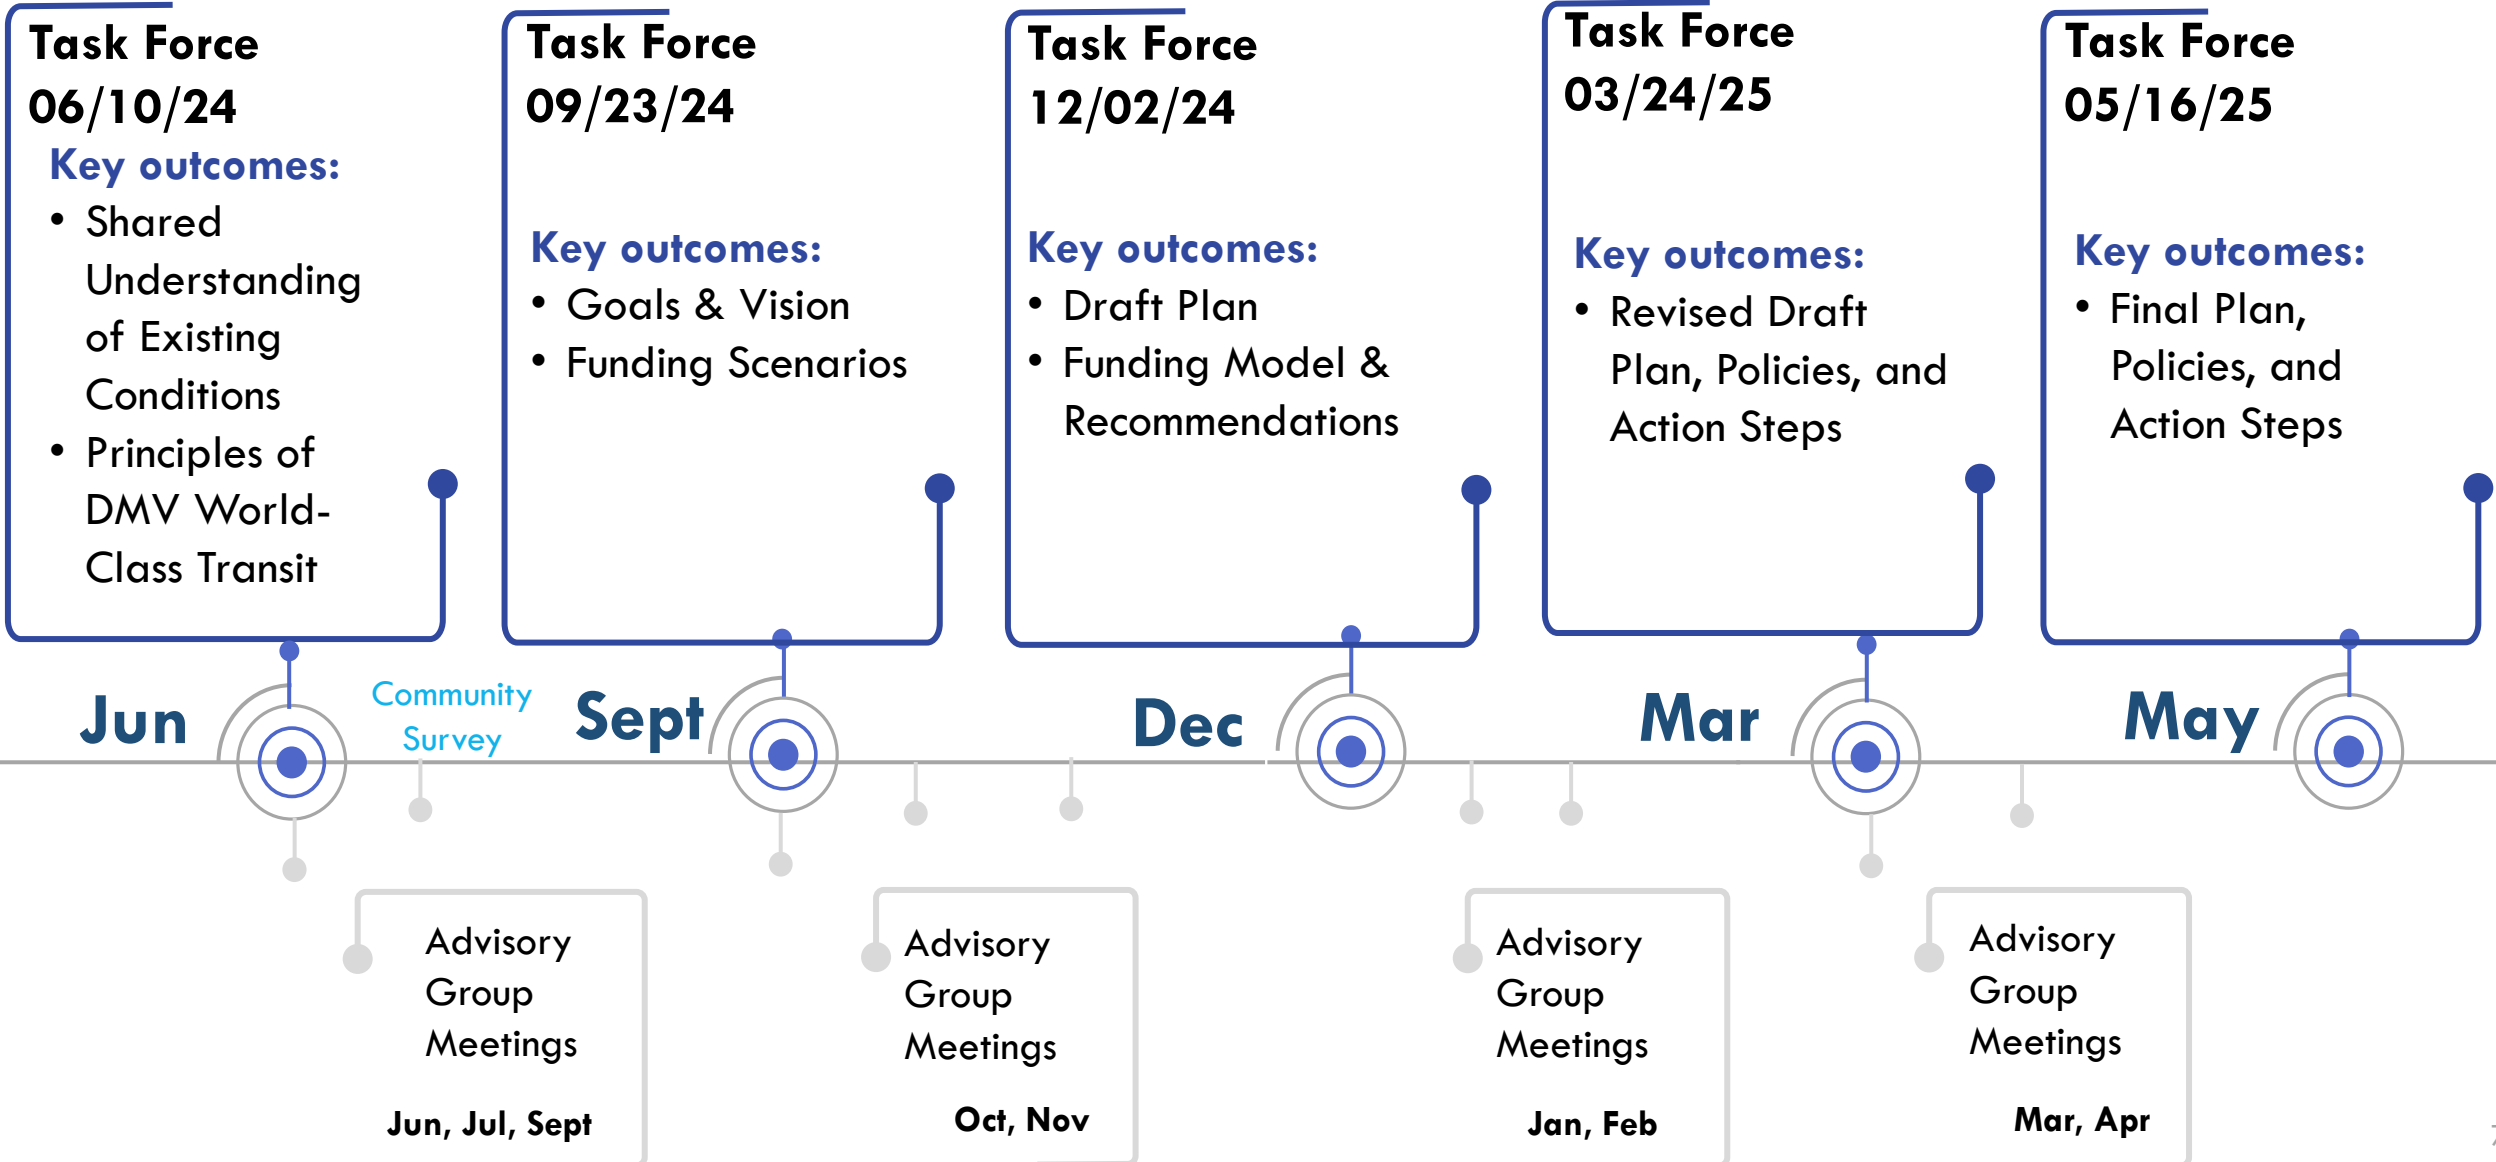 Task Force
06/10/24
Key outcomes:
• Shared
Understanding
of Existing
Conditions
• Principles of
DMV World-
Class Transit
Task Force
09/23/24
Key outcomes:
• Goals & Vision
• Funding Scenarios
Task Force
12/02/24
Key outcomes:
• Draft Plan
• Funding Model &
Recommendations
Task Force
03/24/25
Key outcomes:
• Revised Draft
Plan, Policies, and
Action Steps
Task Force
05/16/25
Key outcomes:
• Final Plan,
Policies, and
Action Steps
Jun
Community
Survey
Sept
Dec
Mar
May
Advisory
Group
Meetings
Jun, Jul, Sept
Advisory
Group
Meetings
Oct, Nov
Advisory
Group
Meetings
Jan, Feb
Advisory
Group
Meetings
Mar, Apr